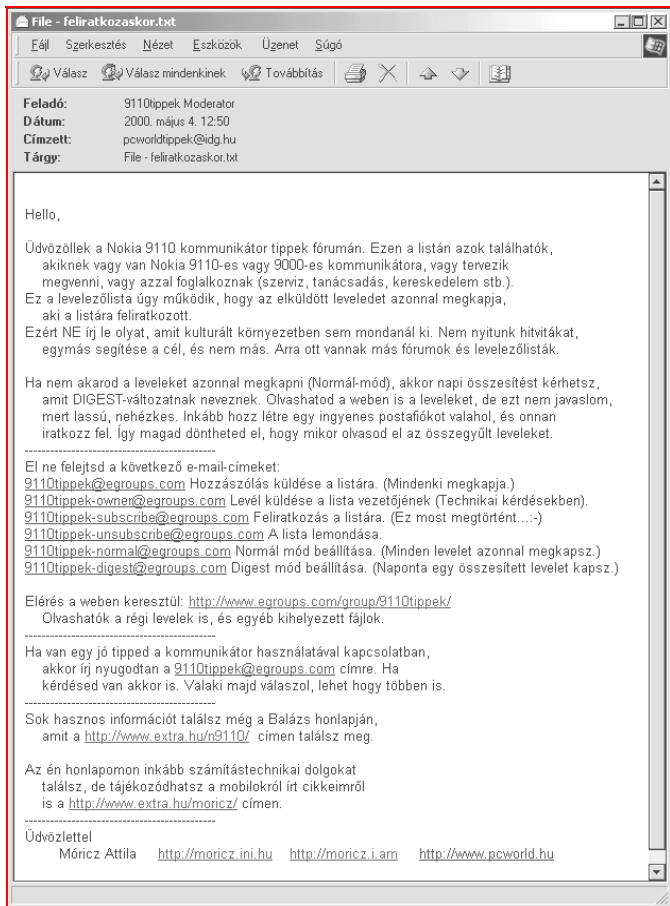 File - feliratkozaskor.txt
Fájl Szerkesztés Nézet Eszközök Üzenet Súgó
Válasz Válasz mindenkinek Továbbítás
Feladó: 9110tippek Moderator
Dátum: 2000. május 4. 12:50
Címzett: pcworldtippek@idg.hu
Tárgy: File - feliratkozaskor.txt
Hello,
Üdvözöllek a Nokia 9110 kommunikátor tippek fórumán. Ezen a listán azok találhatók,
akiknek vagy van Nokia 9110-es vagy 9000-es kommunikátora, vagy tervezik
megvenni, vagy azzal foglalkoznak (szerviz, tanácsadás, kereskedelem stb.).
Ez a levelezőlista úgy működik, hogy az elküldött leveledet azonnal megkapja,
aki a listára feliratkozott.
Ezért NE írj le olyat, amit kulturált környezetben sem mondanál ki. Nem nyitunk hitvitákat,
egymás segítése a cél, és nem más. Arra ott vannak más fórumok és levelezőlisták.
Ha nem akarod a leveleket azonnal megkapni (Normál-mód), akkor napi összesítést kérhetsz,
amit DIGEST-változatnak neveznek. Olvashatod a weben is a leveleket, de ezt nem javaslom,
mert lassú, nehézkes. Inkább hozz létre egy ingyenes postafiókot valahol, és onnan
iratkozz fel. Így magad döntheted el, hogy mikor olvasod el az összegyűlt leveleket.
-----------------------------------------------
El ne felejtsd a következő e-mail-címeket:
9110tippek@egroups.com Hozzászólás küldése a listára. (Mindenki megkapja.)
9110tippek-owner@egroups.com Levél küldése a lista vezetőjének (Technikai kérdésekben).
9110tippek-subscribe@egroups.com Feliratkozás a listára. (Ez most megtörtént...:-)
9110tippek-unsubscribe@egroups.com A lista lemondása.
9110tippek-normal@egroups.com Normál mód beállítása. (Minden levelet azonnal megkapsz.)
9110tippek-digest@egroups.com Digest mód beállítása. (Naponta egy összesített levelet kapsz.)
Elérés a weben keresztül: http://www.egroups.com/group/9110tippek/
Olvashatók a régi levelek is, és egyéb kihelyezett fájlok.
-----------------------------------------------
Ha van egy jó tipped a kommunikátor használatával kapcsolatban,
akkor írj nyugodtan a 9110tippek@egroups.com címre. Ha
kérdésed van akkor is. Valaki majd válaszol, lehet hogy többen is.
-----------------------------------------------
Sok hasznos információt találsz még a Balázs honlapján,
amit a http://www.extra.hu/n9110/ címen találsz meg.
Az én honlapomon inkább számítástechnikai dolgokat
találsz, de tájékozódhatsz a mobilokról írt cikkeimről
is a http://www.extra.hu/moricz/ címen.
-----------------------------------------------
Üdvözlettel
Móricz Attila http://moricz.ini.hu http://moricz.i.am http://www.pcworld.hu